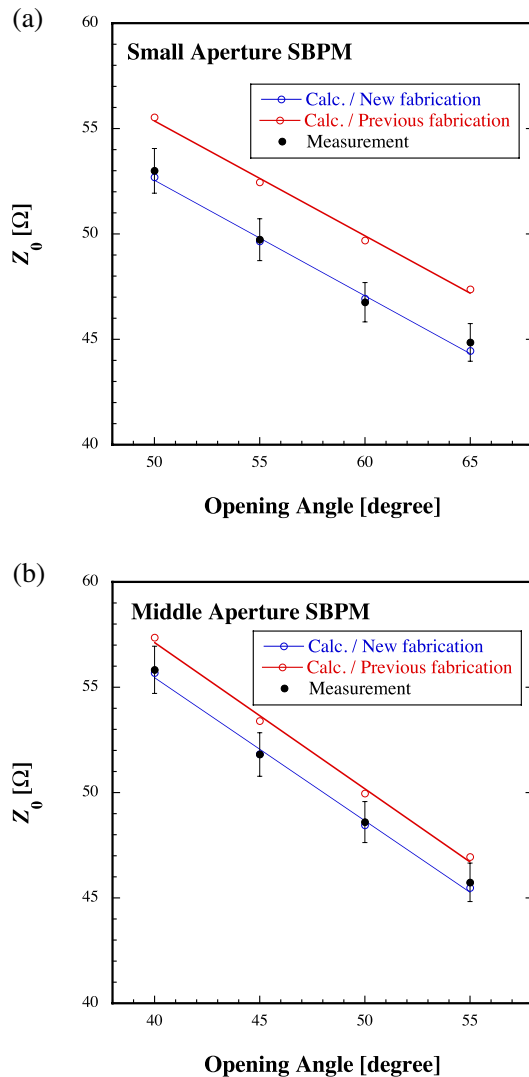 (a)
60
Small Aperture SBPM
Calc. / New fabrication
Calc. / Previous fabrication
Measurement
55
50
45
40
Z0 [Ω]
50 55 60 65
Opening Angle [degree]
(b)
60
Middle Aperture SBPM
Calc. / New fabrication
Calc. / Previous fabrication
Measurement
55
50
45
40
Z0 [Ω]
40 45 50 55
Opening Angle [degree]